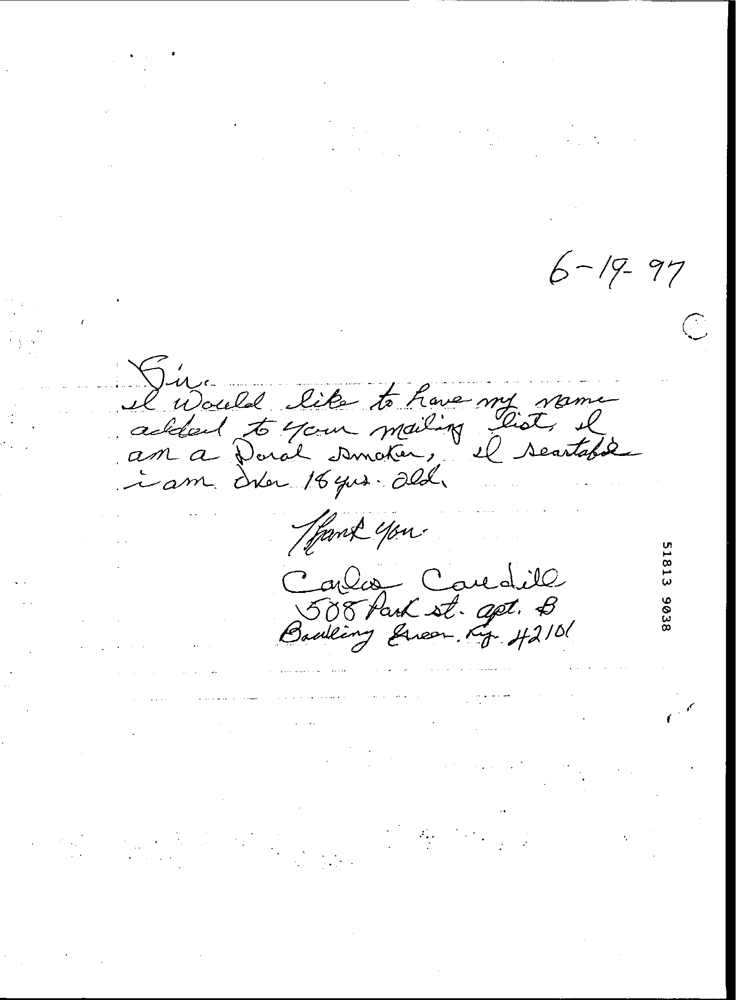 6-19-97
Sir.
I Would like to have my name
added to your mailing list, I
am a Doral smoker, I seartafie
i am over 18 yrs. old.
Thank you.
Carlos Caudill
508 Park st. apt. B
Bowling Green, Ky. 42101
51813 9038